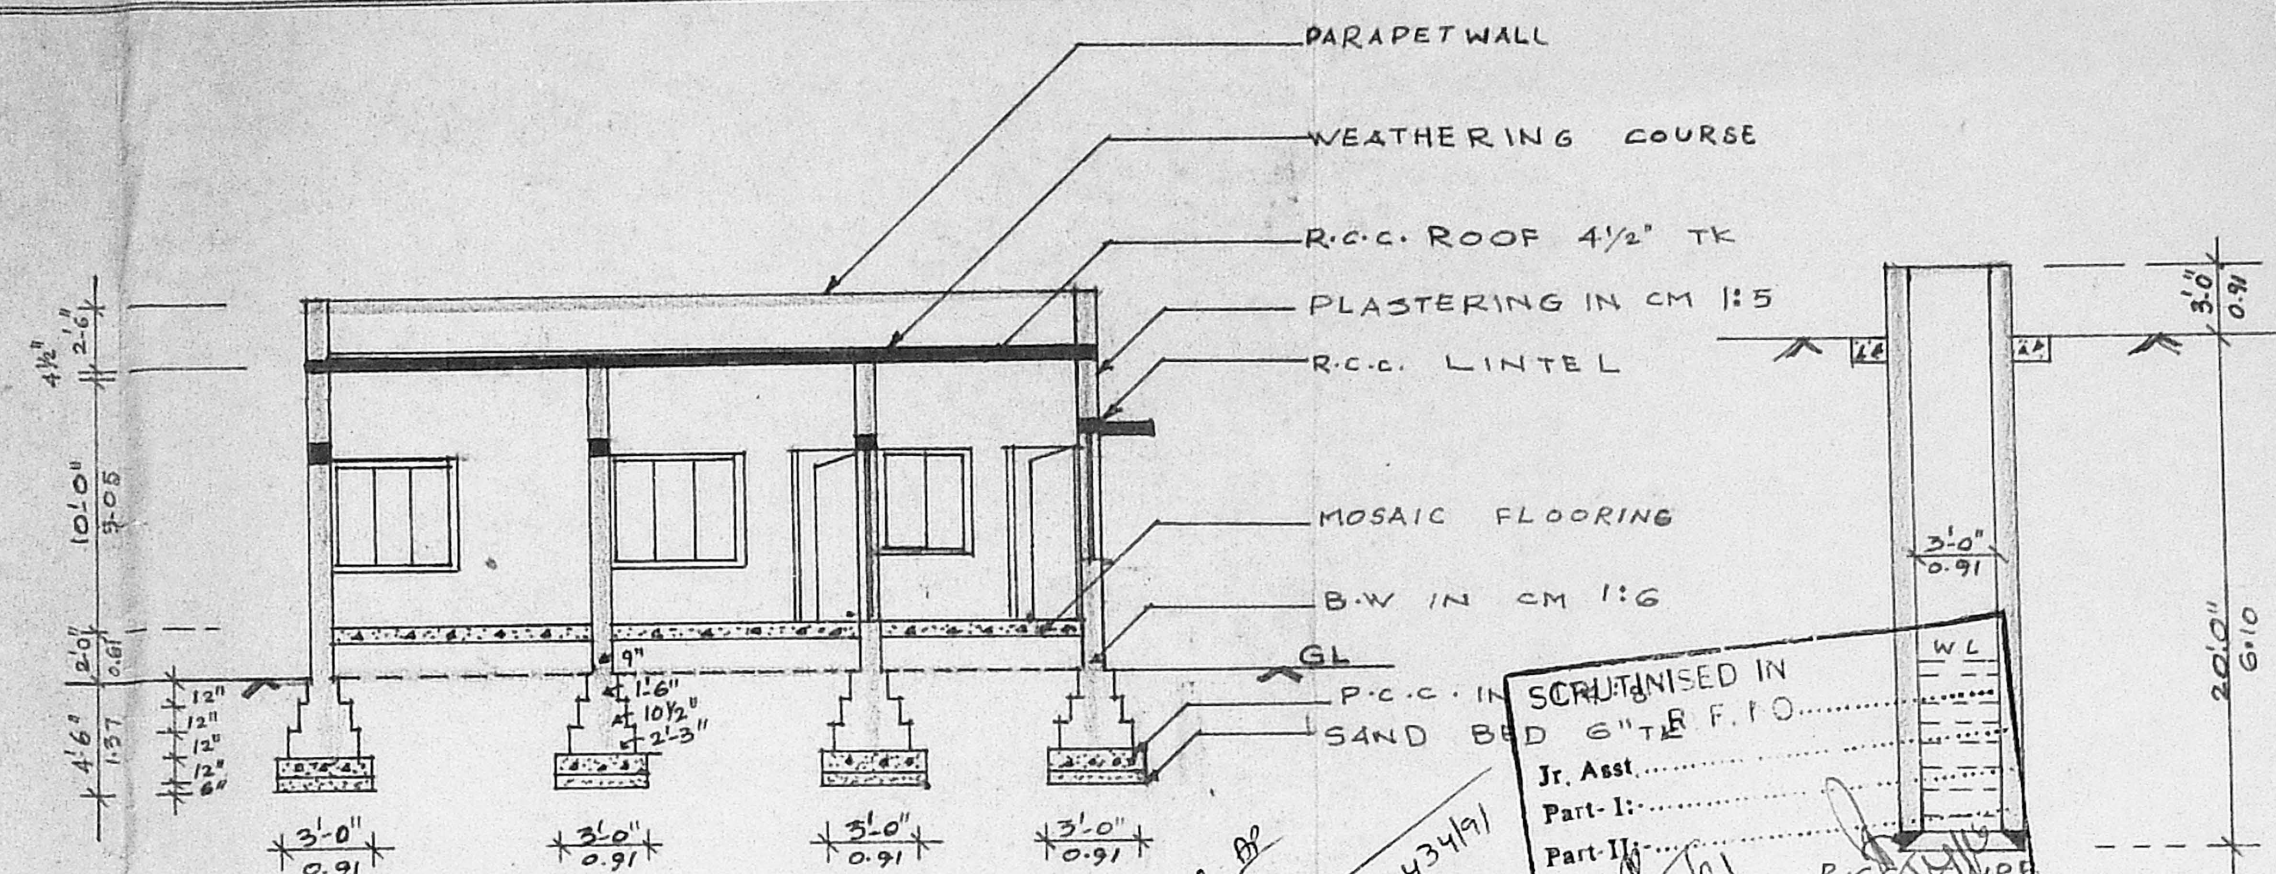 PARAPET WALL
WEATHERING COURSE
R.C.C. ROOF 4½" TK
PLASTERING IN CM 1:5
R.C.C. LINTEL
MOSAIC FLOORING
B.W IN CM 1:6
GL
P.C.C. IN
SAND BED 6" TK
4½"
2'-6"
10'-0"
3.05
2'-0"
0.61
4'-6"
1.37
12"
12"
12"
12"
6"
9"
1'-6"
10½"
2'-3"
3'-0"
0.91
3'-0"
0.91
3'-0"
0.91
3'-0"
0.91
3'-0"
0.91
3'-0"
0.91
20'-0"
6.10
W L
SCRUTINISED IN
Jr. Asst.
Part-I:-
Part-II:-
434/91